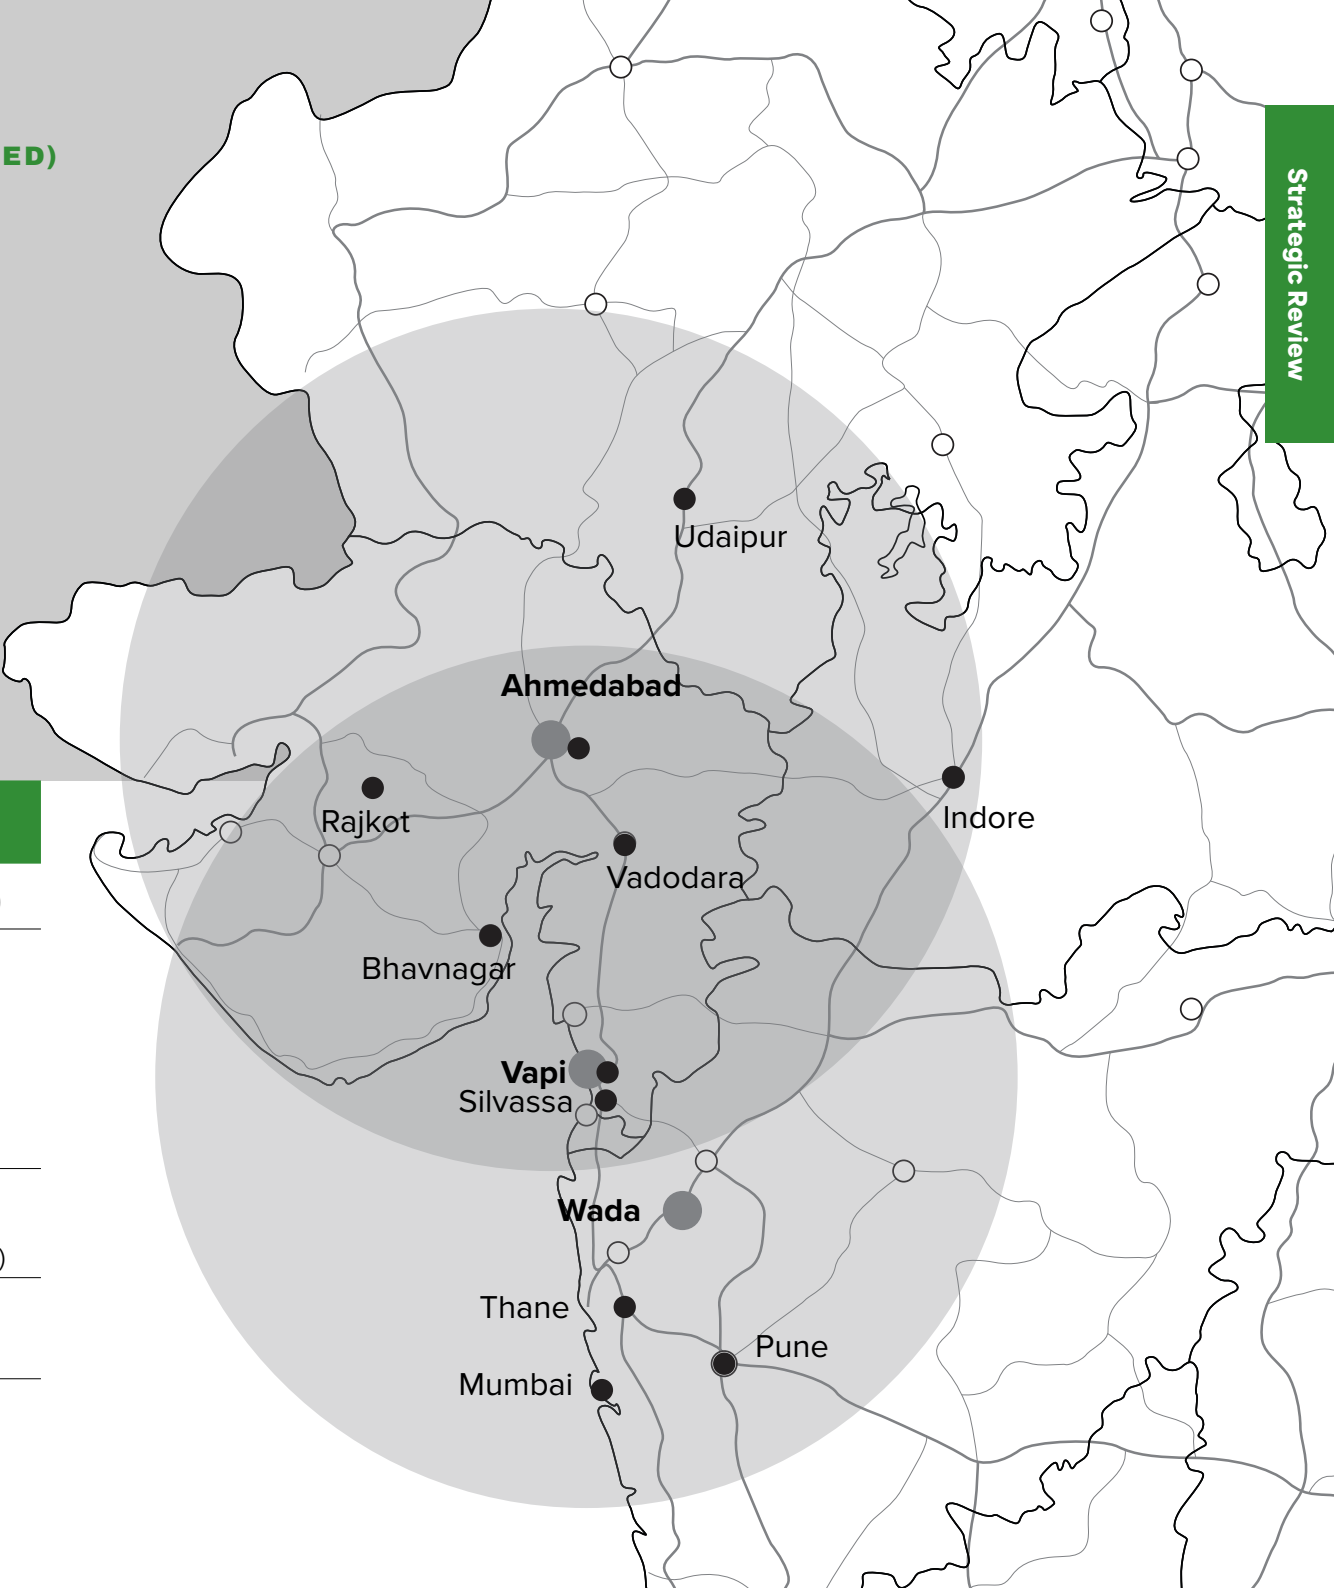 ED)
Strategic Review
Udaipur
Ahmedabad
Rajkot
Indore
Vadodara
Bhavnagar
Vapi
Silvassa
Wada
Thane
Pune
Mumbai
)